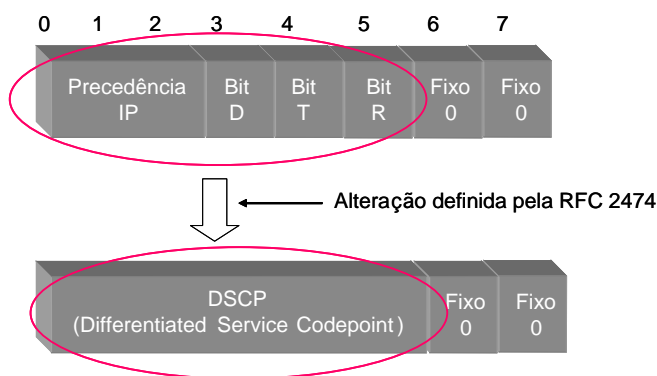 0 1 2 3 4 5 6 7
Precedência IP
Bit D
Bit T
Bit R
Fixo 0
Fixo 0
Alteração definida pela RFC 2474
DSCP
(Differentiated Service Codepoint)
Fixo 0
Fixo 0